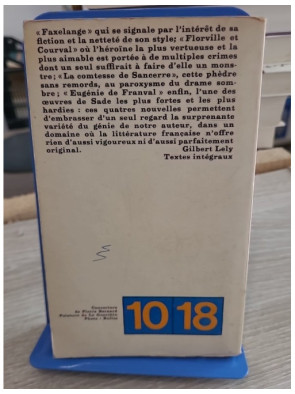 « Faxelange » qui se signale par l'intérêt de sa
fiction et la netteté de son style; « Florville et
Courval » où l'héroïne la plus vertueuse et la
plus aimable est portée à de multiples crimes
dont un seul suffirait à faire d'elle un mons-
tre; « La comtesse de Sancerre», cette phèdre
sans remords, au paroxysme du drame som-
bre; « Eugénie de Franval » enfin, l'une des
œuvres de Sade les plus fortes et les plus
hardies : ces quatres nouvelles permettent
d'embrasser d'un seul regard la surprenante
variété du génie de notre auteur, dans un
domaine où la littérature française n'offre
rien d'aussi vigoureux ni d'aussi parfaitement
original.
Gilbert Lely
Textes intégraux
Couverture
de Pierre Bernard
10 18